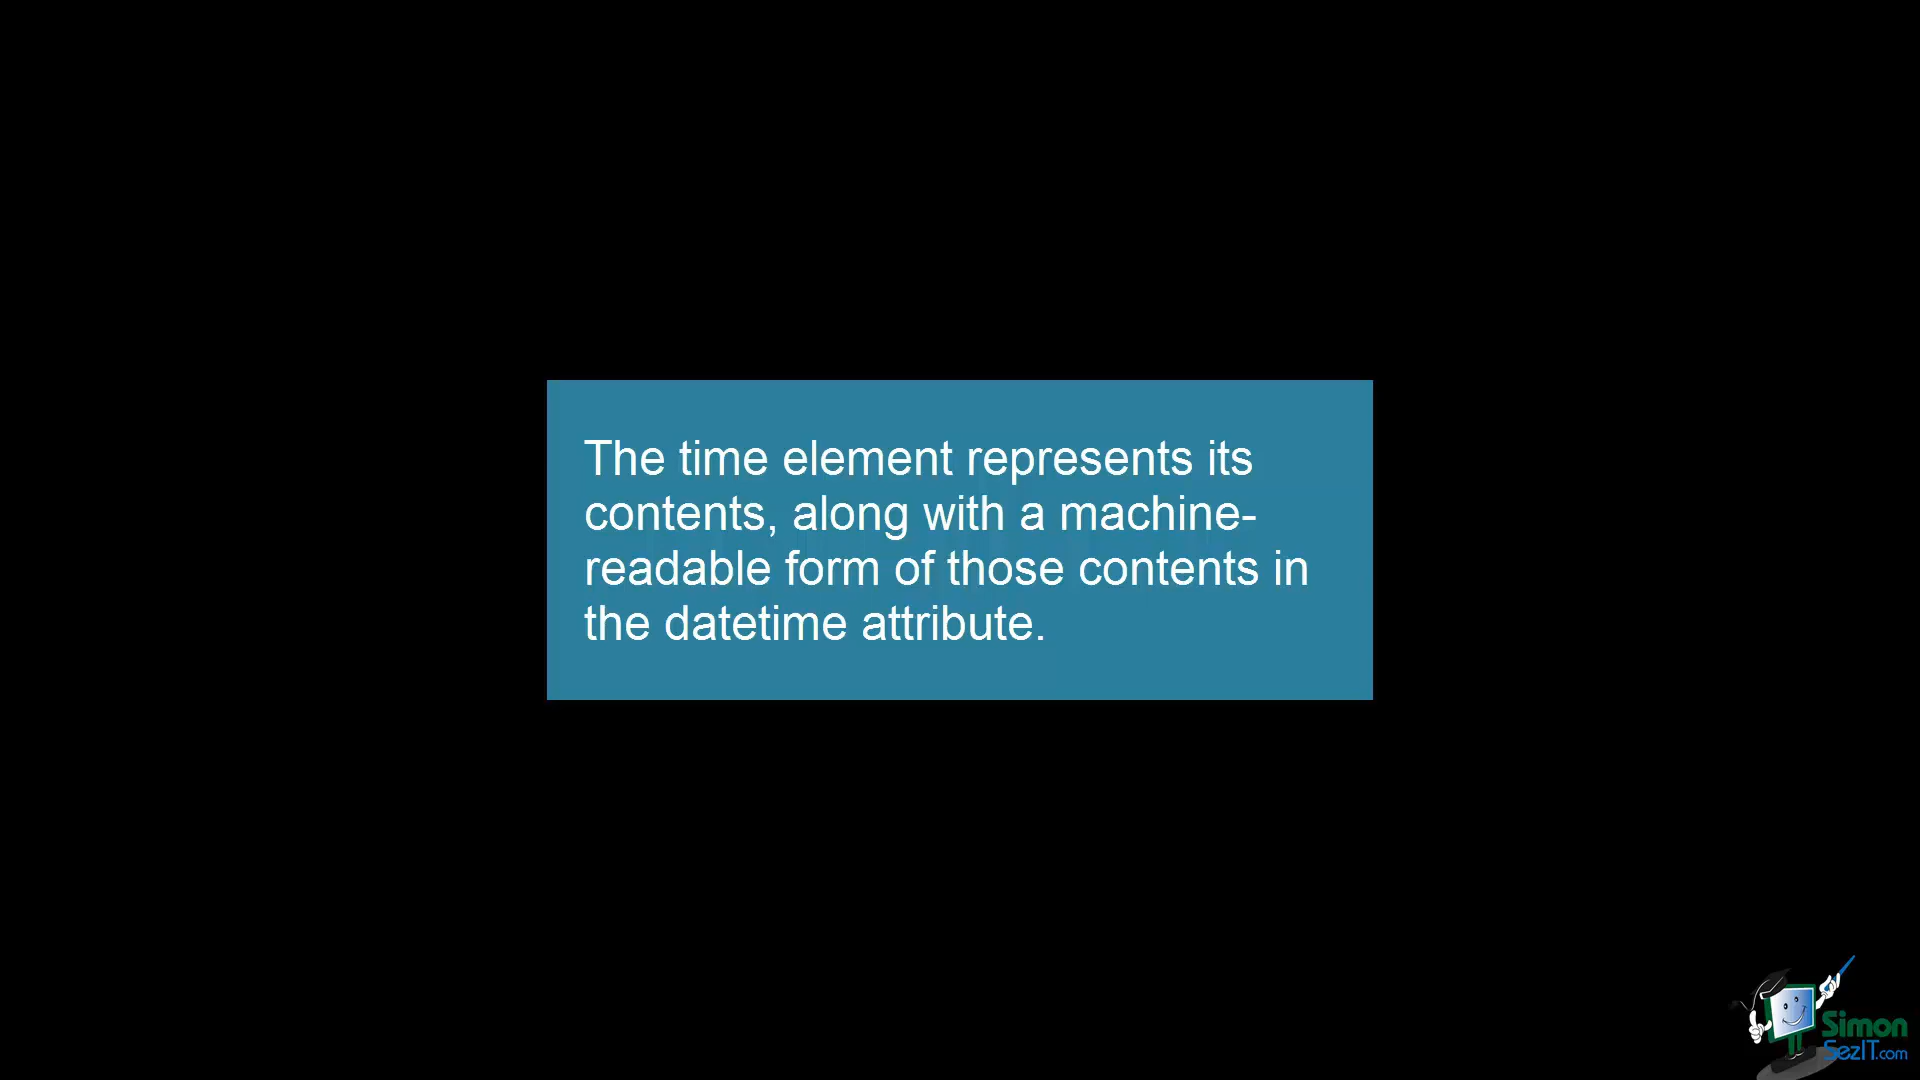 The time element represents its
contents, along with a machine-
readable form of those contents in
the datetime attribute.
Simon
SezIT.com